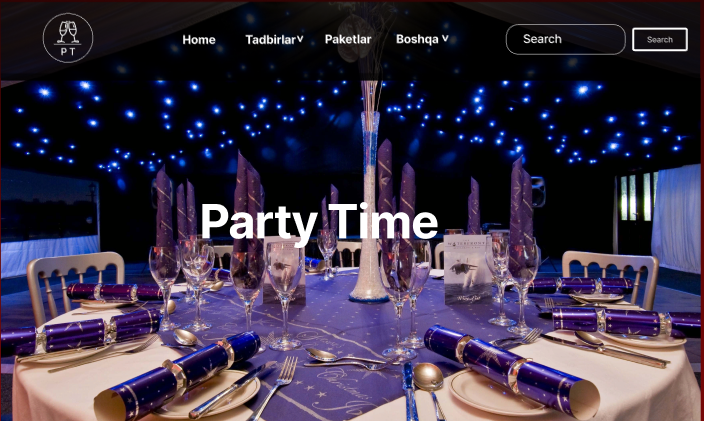 PT
Home
Tadbirlar
Paketlar
Boshqa
Search
Search
Party Time